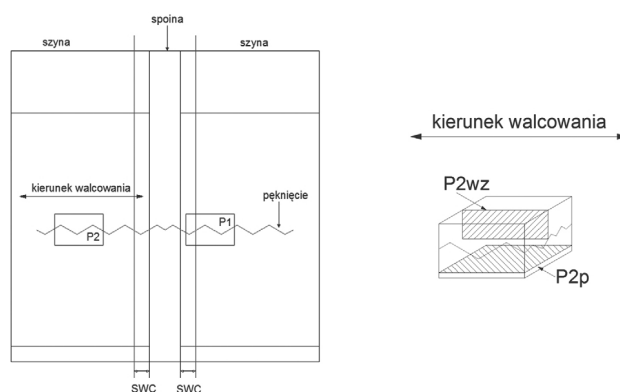 spoina
szyna
szyna
kierunek walcowania
pęknięcie
P2
P1
SWC
SWC
kierunek walcowania
P2wz
P2p